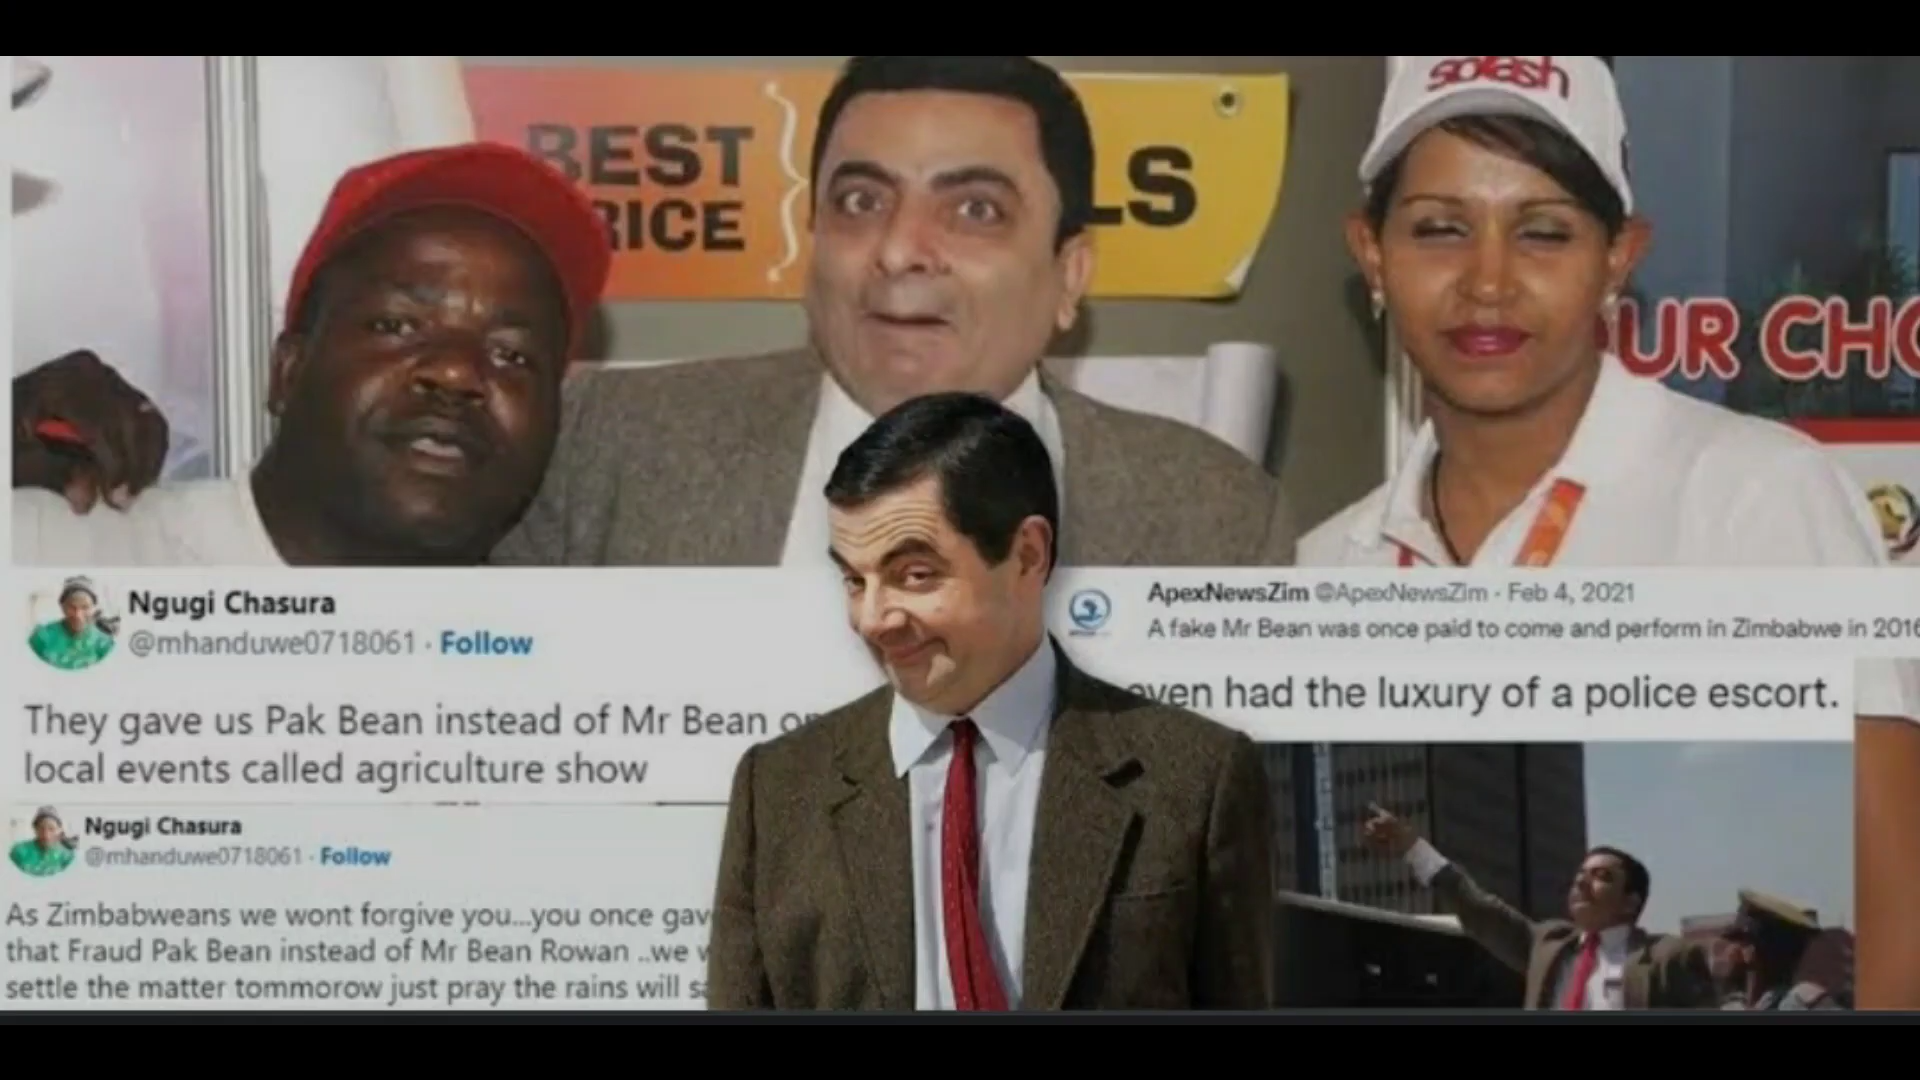 splash
BEST
PRICE
LS
UR CHO
Ngugi Chasura
@mhanduwe0718061 · Follow
They gave us Pak Bean instead of Mr Bean
local events called agriculture show
Ngugi Chasura
@mhanduwe0718061 · Follow
As Zimbabweans we wont forgive you...you once gav
that Fraud Pak Bean instead of Mr Bean Rowan ..we w
settle the matter tommorow just pray the rains will sa
ApexNewsZim @ApexNewsZim · Feb 4, 2021
A fake Mr Bean was once paid to come and perform in Zimbabwe in 2016
even had the luxury of a police escort.